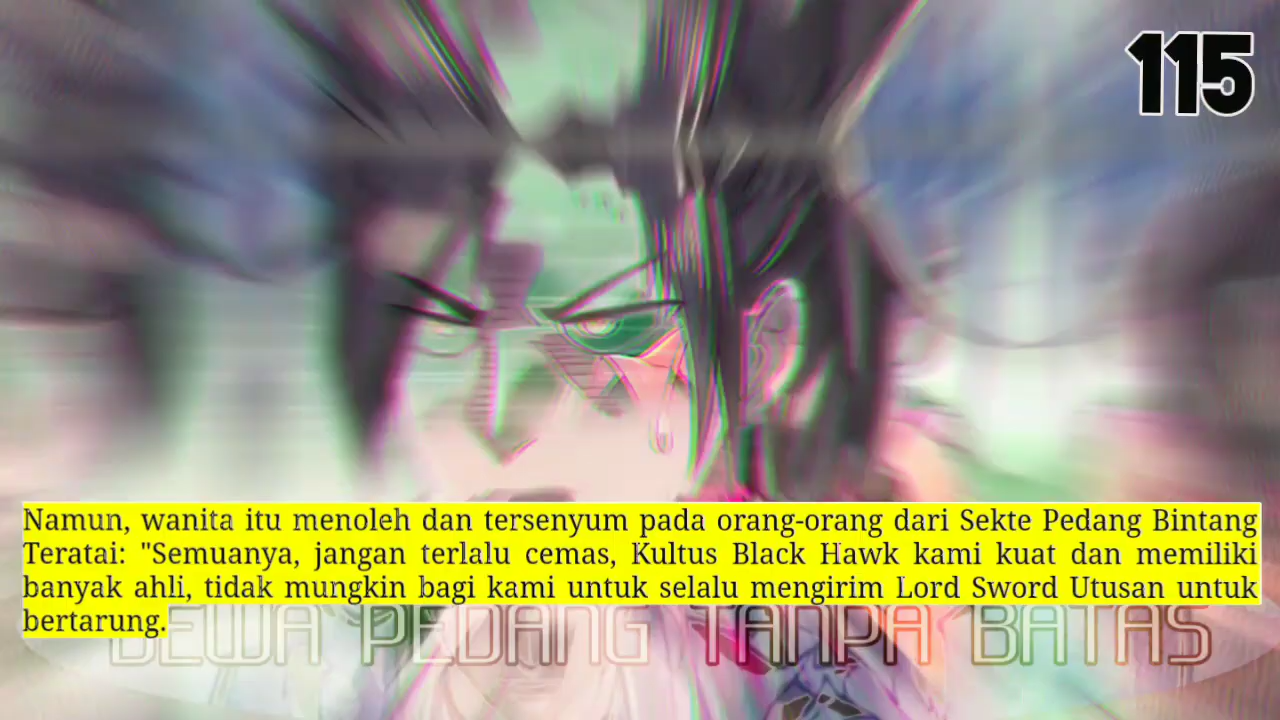 115
Namun, wanita itu menoleh dan tersenyum pada orang-orang dari Sekte Pedang Bintang
Teratai: "Semuanya, jangan terlalu cemas, Kultus Black Hawk kami kuat dan memiliki
banyak ahli, tidak mungkin bagi kami untuk selalu mengirim Lord Sword Utusan untuk
bertarung.
DEWA PEDANG TANPA BATAS